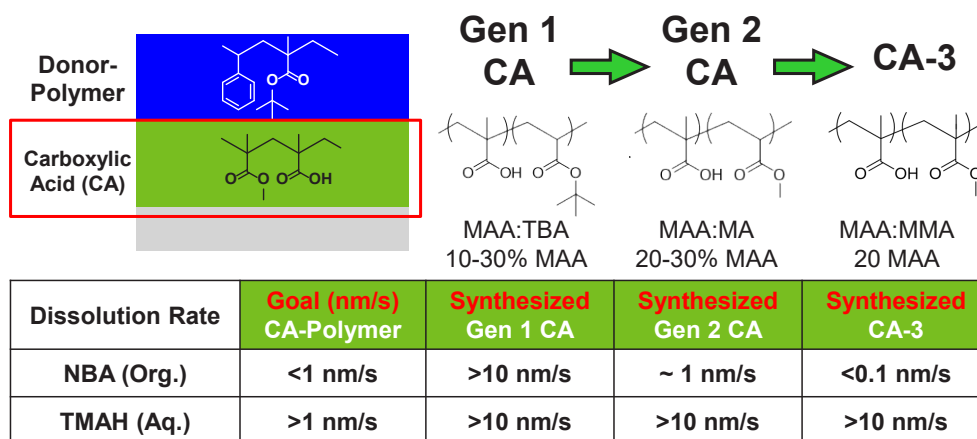 Donor-
Polymer
Carboxylic
Acid (CA)
O
O
O
O
O
OH
Gen 1
CA
Gen 2
CA
CA-3
O
OH
O
O
O
OH
O
O
O
OH
O
O
MAA:TBA
10-30% MAA
MAA:MA
20-30% MAA
MAA:MMA
20 MAA
Dissolution Rate
Goal (nm/s)
CA-Polymer
Synthesized
Gen 1 CA
Synthesized
Gen 2 CA
Synthesized
CA-3
NBA (Org.)
<1 nm/s
>10 nm/s
~ 1 nm/s
<0.1 nm/s
TMAH (Aq.)
>1 nm/s
>10 nm/s
>10 nm/s
>10 nm/s